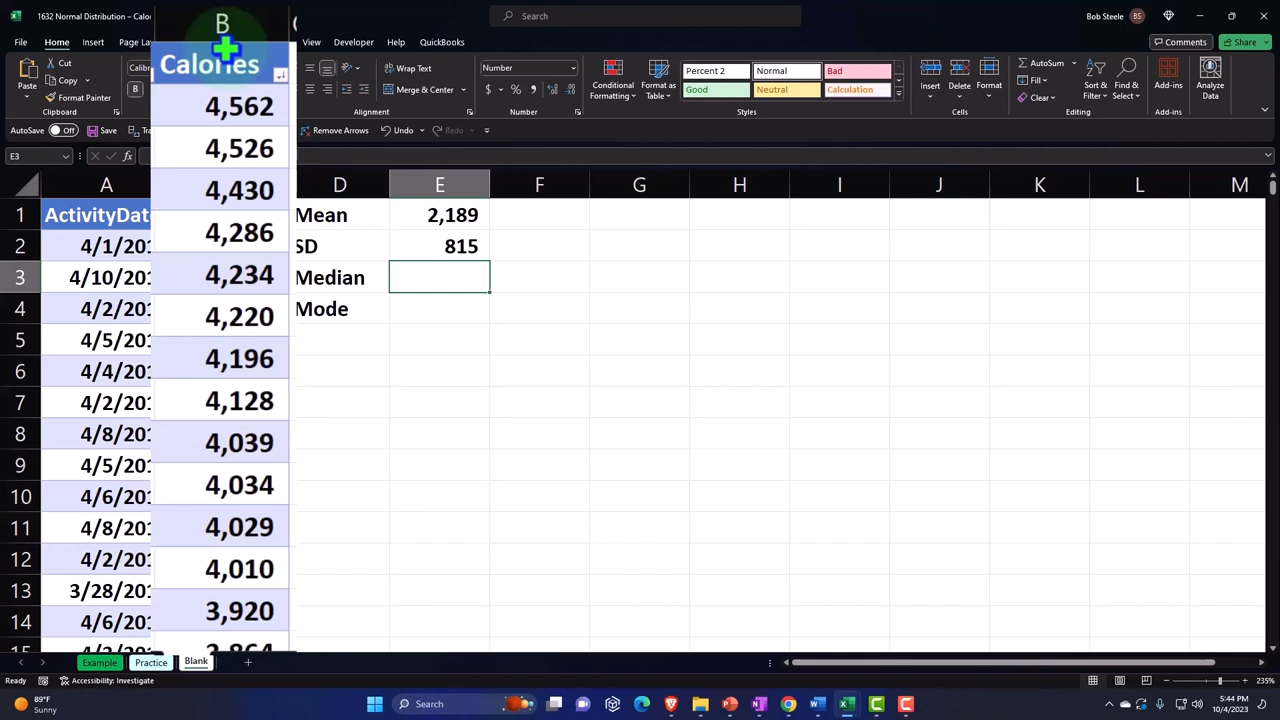 1632 Normal Distribution – Calor
Search
Bob Steele
BS
File
Home
Insert
Page La
View
Developer
Help
QuickBooks
Comments
Share
Cut
Copy
Format Painter
Clipboard
Calibr
B
Wrap Text
Merge & Center
Alignment
Number
$ % 9
Number
Conditional
Formatting
Format as
Table
Percent 2
Normal
Bad
Good
Neutral
Calculation
Styles
Insert
Delete
Format
Cells
AutoSum
Fill
Clear
Sort &
Filter
Find &
Select
Editing
Add-ins
Add-ins
Analyze
Data
AutoSave
Off
Save
Remove Arrows
Undo
Redo
E3
fx
A
B
C
D
E
F
G
H
I
J
K
L
M
1
ActivityDat
Calories
Mean
2,189
2
4/1/201
SD
815
3
4/10/201
Median
4
4/2/201
Mode
5
4/5/201
6
4/4/201
7
4/2/201
8
4/8/201
9
4/5/201
10
4/6/201
11
4/8/201
12
4/2/201
13
3/28/201
14
4/6/201
15
4/2/201
4,562
4,526
4,430
4,286
4,234
4,220
4,196
4,128
4,039
4,034
4,029
4,010
3,920
3,864
Example
Practice
Blank
Ready
Accessibility: Investigate
235%
89°F
Sunny
Search
5:44 PM
10/4/2023